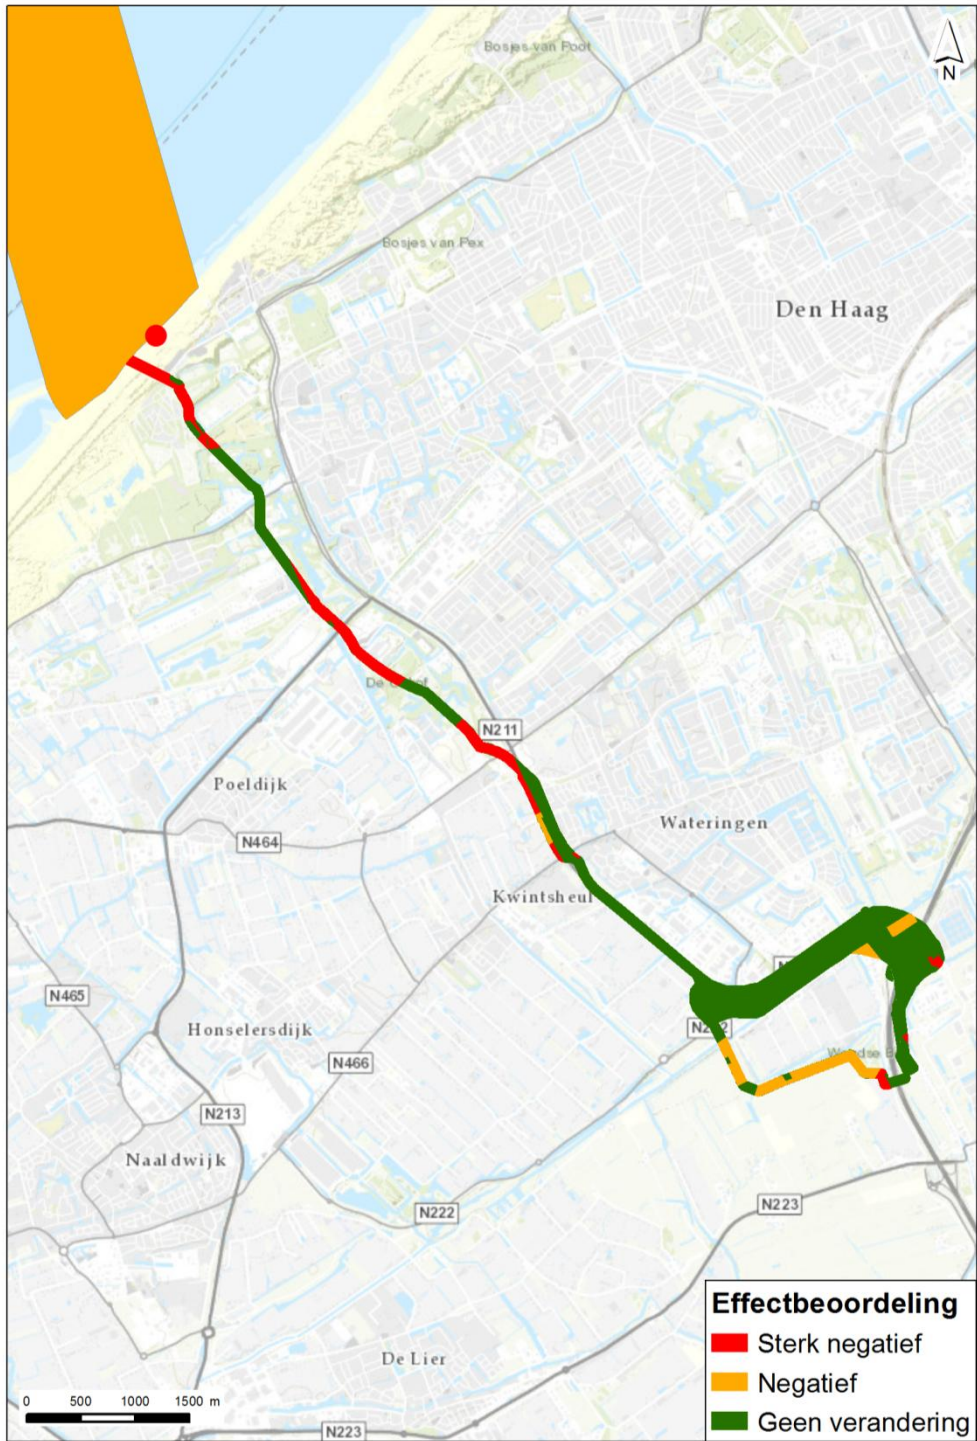 Bosjes van Poot
N
Bosjes van Pex
Den Haag
N211
Poeldijk
Wateringen
N464
Kwintsheul
N465
Honselersdijk
N466
N213
Naaldwijk
N222
N223
De Lier
N223
0 500 1000 1500 m
Effectbeoordeling
Sterk negatief
Negatief
Geen verandering